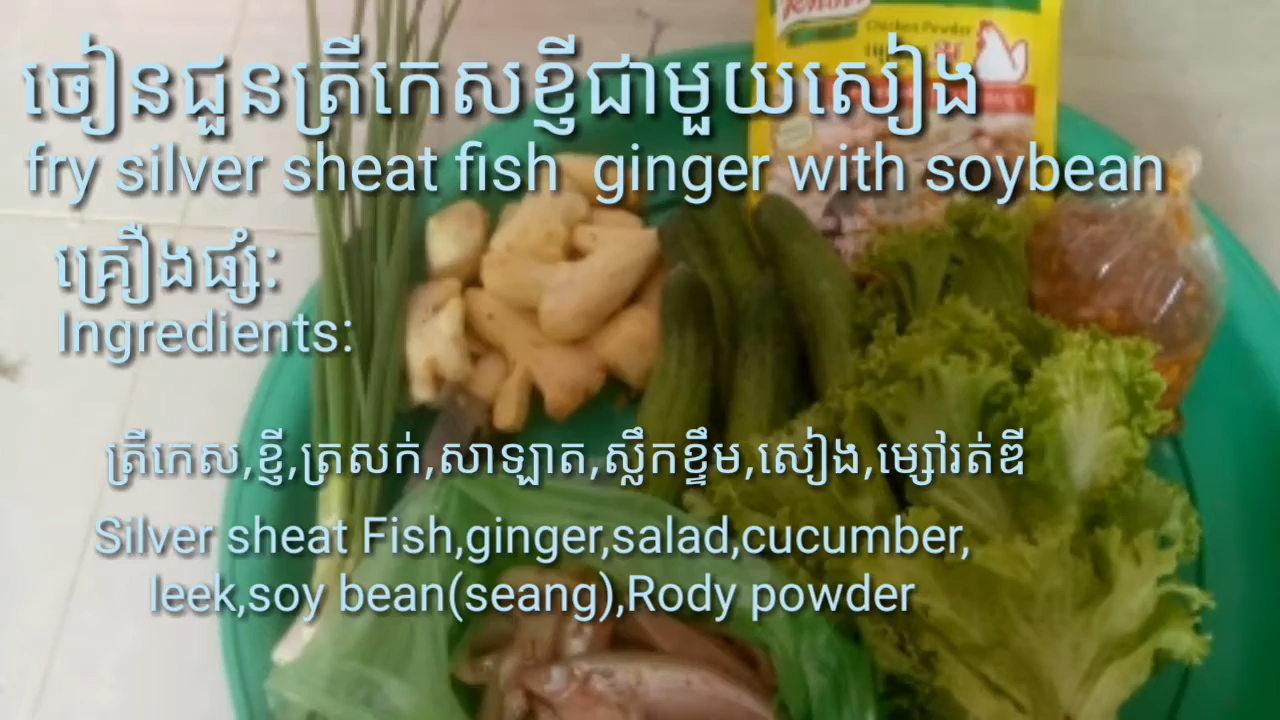 Knorr
Chicken Powder
ចៀនជួនត្រីកេសខ្ញីជាមួយសៀង
fry silver sheat fish ginger with soybean
គ្រឿងផ្សំ:
Ingredients:
ត្រីកេស,ខ្ញី,ត្រសក់,សាឡាត,ស្លឹកខ្ទឹម,សៀង,ម្សៅរត់ឌី
Silver sheat Fish,ginger,salad,cucumber,
leek,soy bean(seang),Rody powder